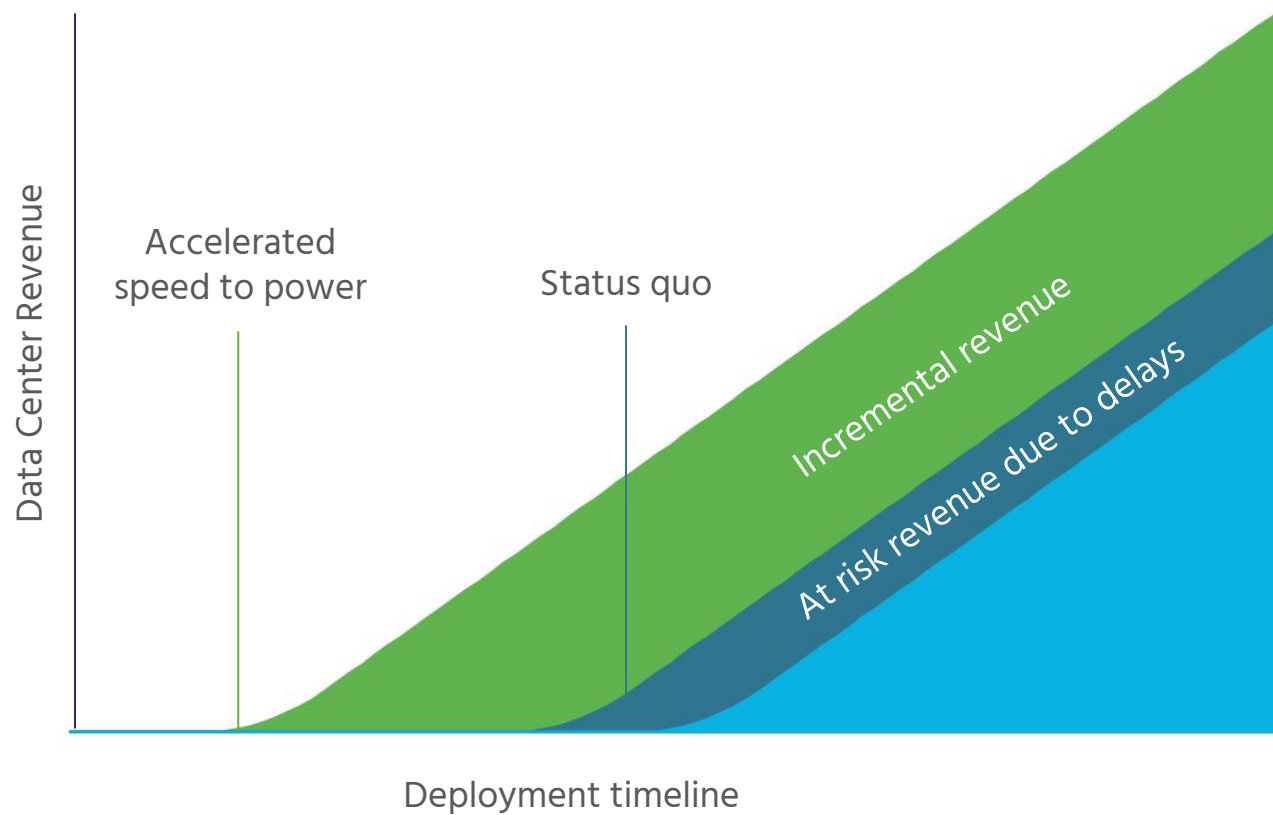 Data Center Revenue
Accelerated
speed to power
Status quo
Incremental revenue
At risk revenue due to delays
Deployment timeline